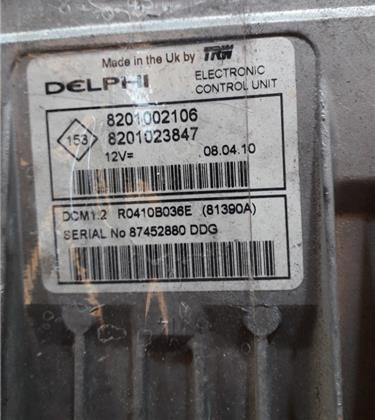 Made in the Uk by TRW
DELPHI ELECTRONIC CONTROL UNIT
8201002106
153 8201023847
12V= 08.04.10
DCM1.2 R0410B036E (81390A)
SERIAL No 87452880 DDG